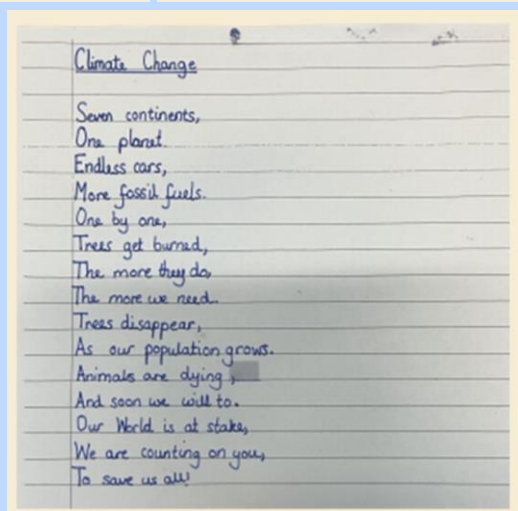 Climate Change
Seven continents,
One planet.
Endless cars,
More fossil fuels.
One by one,
Trees get burned,
The more they do,
The more we need.
Trees disappear,
As our population grows.
Animals are dying ,
And soon we will to.
Our World is at stake,
We are counting on you,
To save us all!